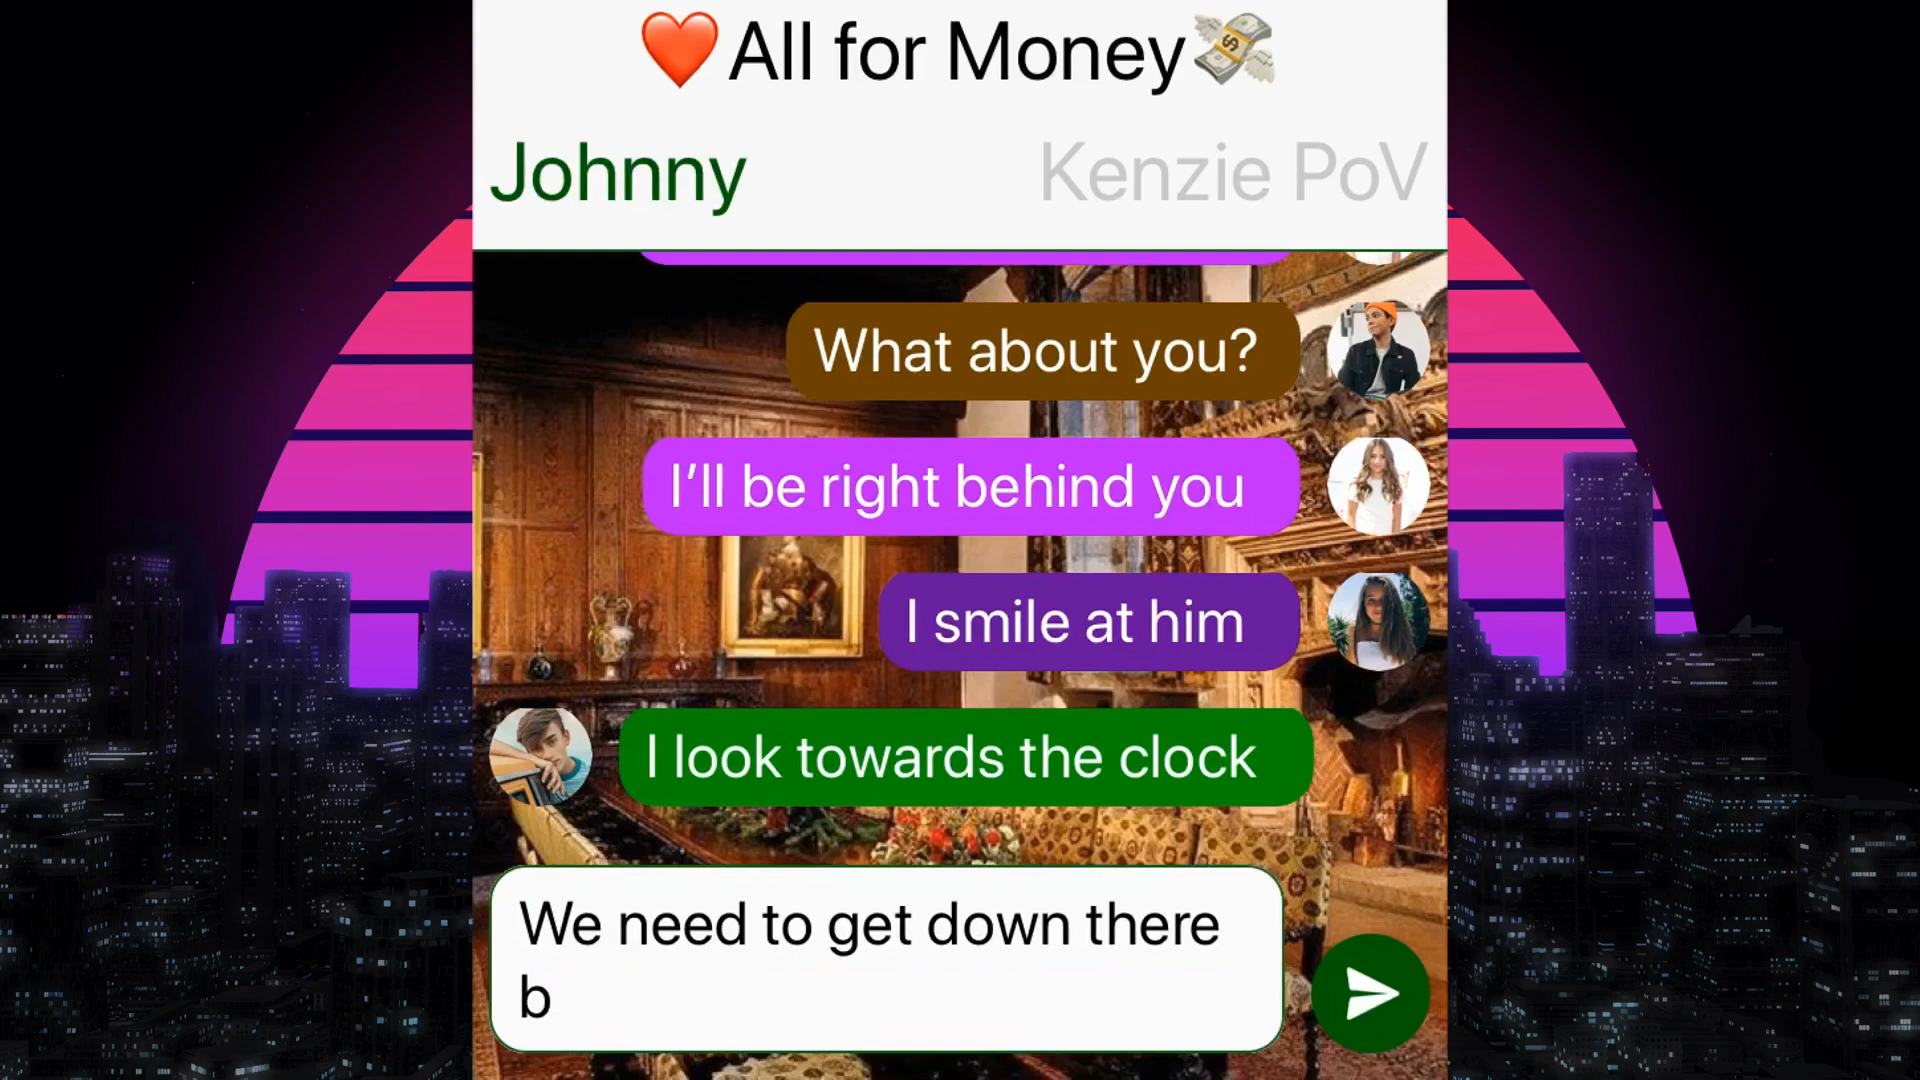 ❤️All for Money💸
Johnny
Kenzie PoV
What about you?
I’ll be right behind you
I smile at him
I look towards the clock
We need to get down there
b